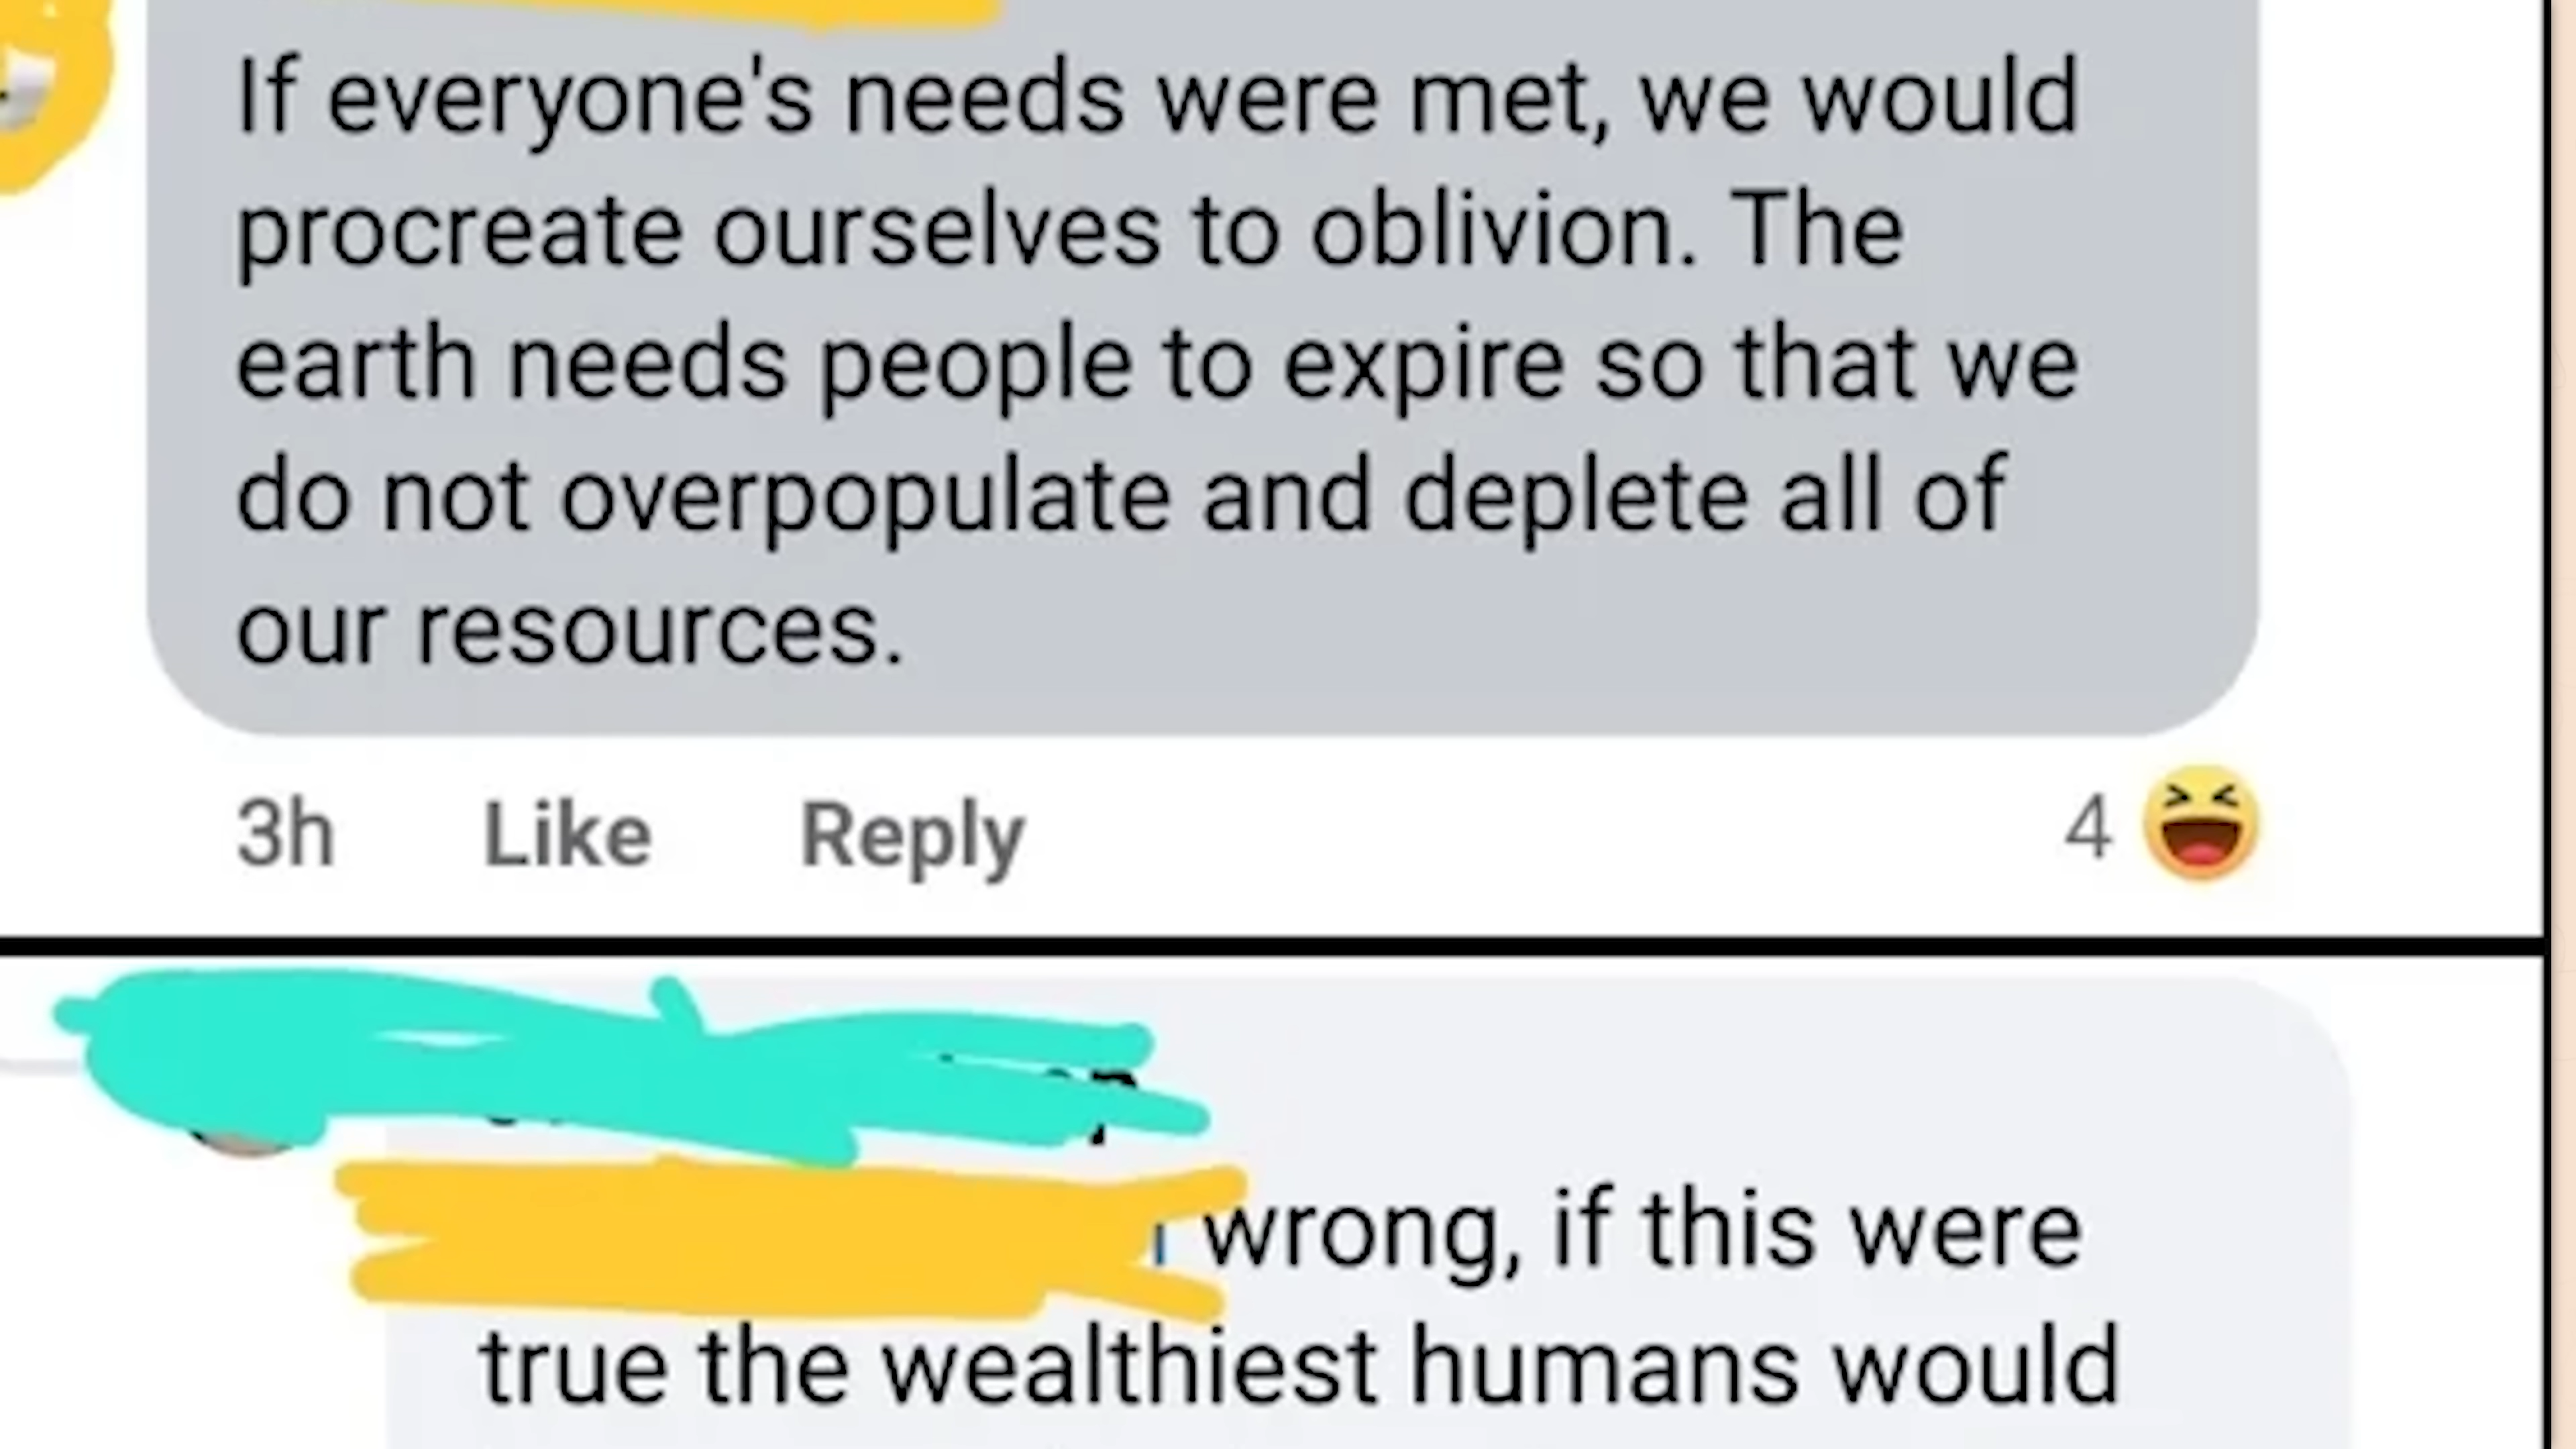 If everyone's needs were met, we would
procreate ourselves to oblivion. The
earth needs people to expire so that we
do not overpopulate and deplete all of
our resources.
3h Like Reply 4
wrong, if this were
true the wealthiest humans would